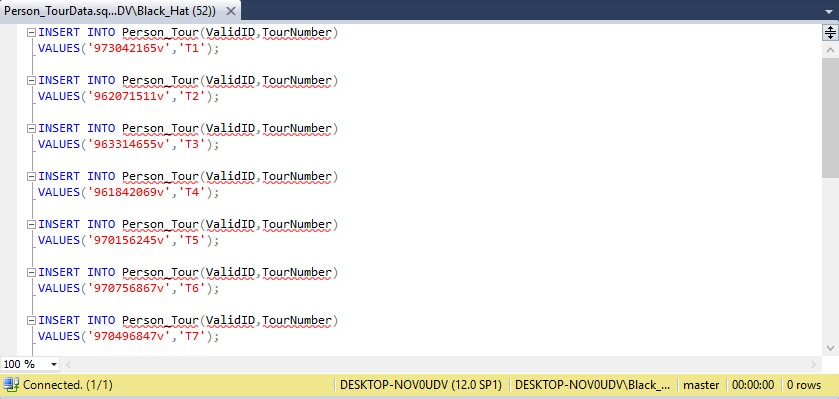 Person_TourData.sq...DV\Black_Hat (52))
INSERT INTO Person_Tour(ValidID,TourNumber)
VALUES('973042165v','T1');
INSERT INTO Person_Tour(ValidID,TourNumber)
VALUES('962071511v','T2');
INSERT INTO Person_Tour(ValidID,TourNumber)
VALUES('963314655v','T3');
INSERT INTO Person_Tour(ValidID,TourNumber)
VALUES('961842069v','T4');
INSERT INTO Person_Tour(ValidID,TourNumber)
VALUES('970156245v','T5');
INSERT INTO Person_Tour(ValidID,TourNumber)
VALUES('970756867v','T6');
INSERT INTO Person_Tour(ValidID,TourNumber)
VALUES('970496847v','T7');
100 %
Connected. (1/1) DESKTOP-NOV0UDV (12.0 SP1) DESKTOP-NOV0UDV\Black_... master 00:00:00 0 rows